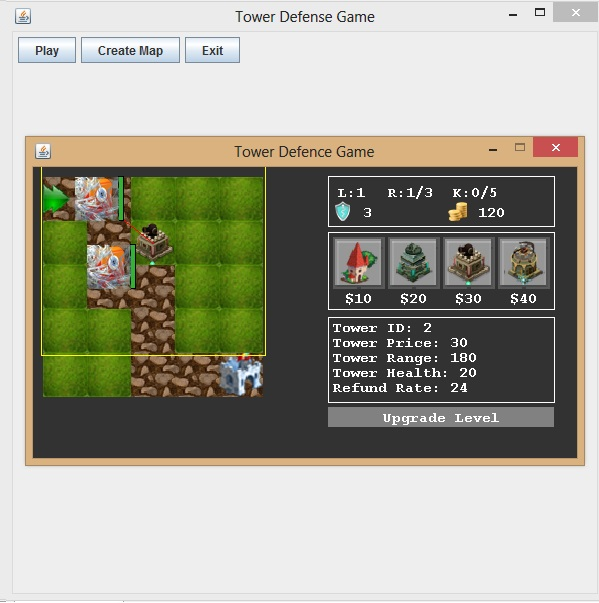 Tower Defense Game
Play Create Map Exit
Tower Defence Game
L:1 R:1/3 K:0/5
3 120
$10 $20 $30 $40
Tower ID: 2
Tower Price: 30
Tower Range: 180
Tower Health: 20
Refund Rate: 24
Upgrade Level